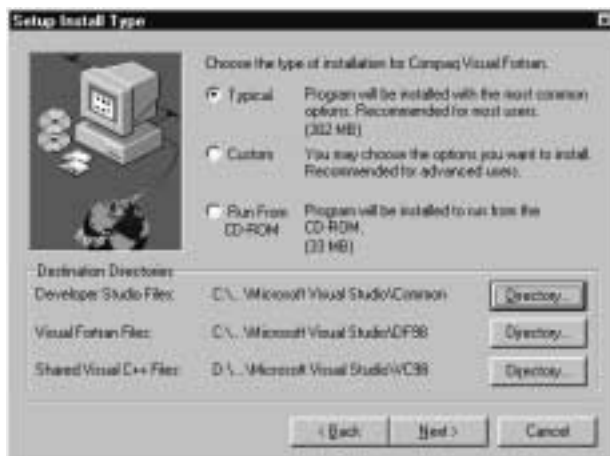 Setup Install Type
Choose the type of installation for Compaq Visual Fortran.
Typical Program will be installed with the most common
options. Recommended for most users.
(302 MB)
Custom You may choose the options you want to install.
Recommended for advanced users.
Run From Program will be installed to run from the
CD-ROM CD-ROM.
(33 MB)
Destination Directories
Developer Studio Files: C:\...\Microsoft Visual Studio\Common Directory...
Visual Fortran Files: C:\...\Microsoft Visual Studio\DF98 Directory...
Shared Visual C++ Files: D:\...\Microsoft Visual Studio\VC98 Directory...
< Back Next > Cancel